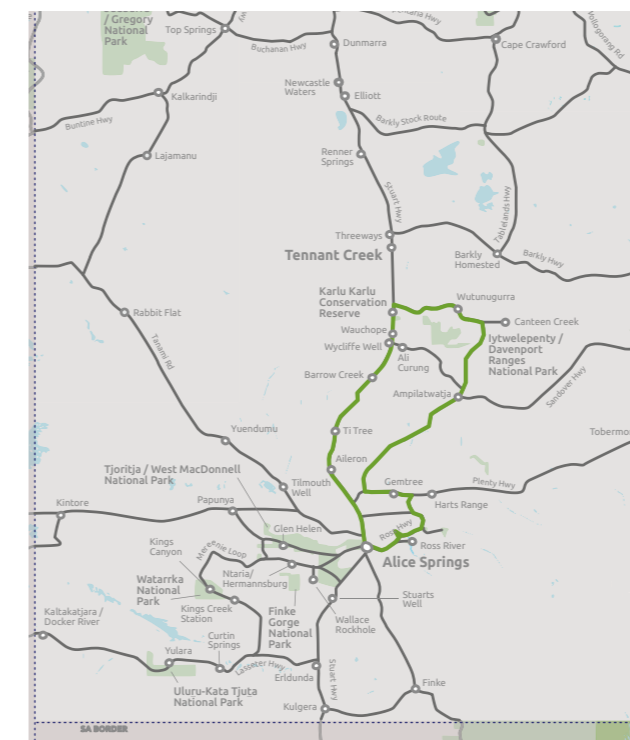 / Gregory
National
Park
Top Springs
Buchanan Hwy
Dunmarra
Hwy
Cape Crawford
Vollogorang Rd
Newcastle
Waters
Elliott
Kalkarindji
Buntine Hwy
Barkly Stock Route
Lajamanu
Renner
Springs
Stuart Hwy
Tablelands Hwy
Threeways
Tennant Creek
Barkly
Homested
Barkly Hwy
Karlu Karlu
Conservation
Reserve
Wutunugurra
Rabbit Flat
Canteen Creek
Wauchope
Wycliffe Well
Ali
Curung
Iytwelepenty /
Davenport
Ranges
National Park
Tanami Rd
Barrow Creek
Sandover Hwy
Ampilatwatja
Yuendumu
Ti Tree
Tobermo
Tjoritja / West MacDonnell
National Park
Aileron
Tilmouth
Well
Gemtree
Plenty Hwy
Kintore
Papunya
Harts Range
Glen Helen
Ross Hwy
Kings
Canyon
Mereenie Loop
Ross River
Alice Springs
Watarrka
National
Park
Ntaria/
Hermannsburg
Kings Creek
Station
Finke
Gorge
National
Park
Wallace
Rockhole
Stuarts
Well
Kaltakatjara /
Docker River
Curtin
Springs
Yulara
Lasseter Hwy
Erldunda
Stuart Hwy
Uluru-Kata Tjuta
National Park
Finke
Kulgera
SA BORDER